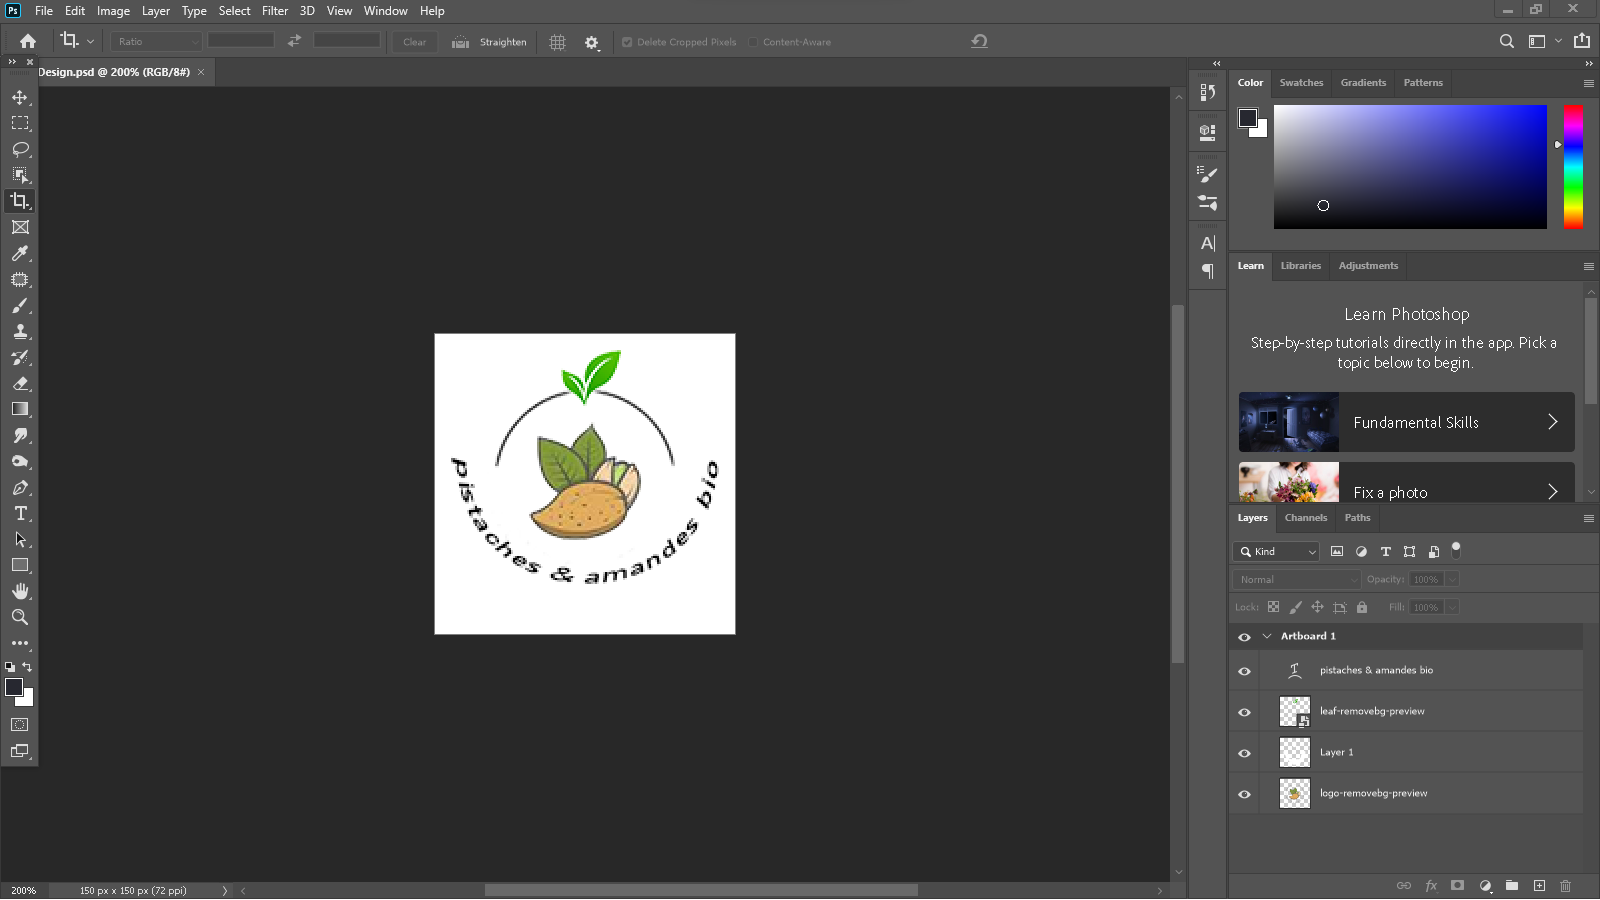 Ps File Edit Image Layer Type Select Filter 3D View Window Help
Ratio Clear Straighten Delete Cropped Pixels Content-Aware
Design.psd @ 200% (RGB/8#)
Color Swatches Gradients Patterns
Learn Libraries Adjustments
Learn Photoshop
Step-by-step tutorials directly in the app. Pick a
topic below to begin.
Fundamental Skills
Fix a photo
pistaches & amandes bio
Layers Channels Paths
Kind
Normal Opacity: 100%
Lock: Fill: 100%
Artboard 1
pistaches & amandes bio
leaf-removebg-preview
Layer 1
logo-removebg-preview
fx
200% 150 px x 150 px (72 ppi)